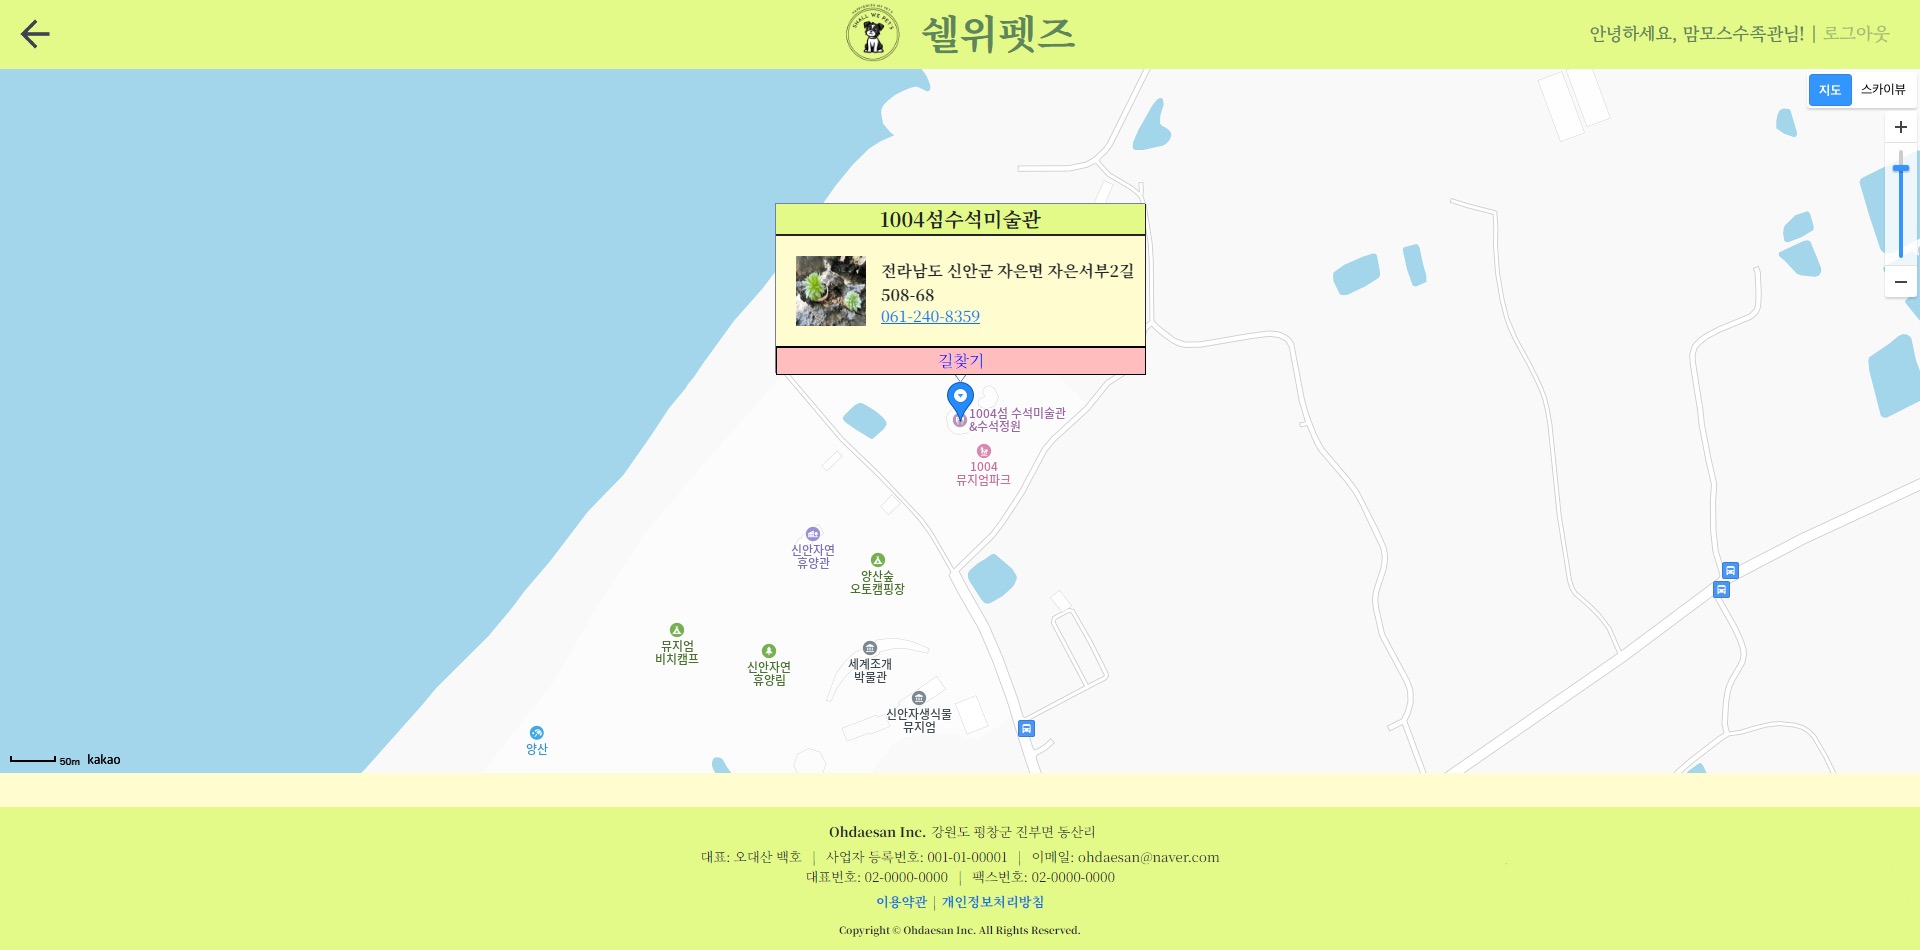 SHALL WE PET'S
쉘위펫즈
안녕하세요, 맘모스수족관님! | 로그아웃
지도 스카이뷰
1004섬수석미술관
전라남도 신안군 자은면 자은서부2길
508-68
061-240-8359
길찾기
1004섬 수석미술관
&수석정원
1004
뮤지엄파크
신안자연
휴양관
양산숲
오토캠핑장
뮤지엄
비치캠프
신안자연
휴양림
세계조개
박물관
신안자생식물
뮤지엄
양산
50m kakao
Ohdaesan Inc. 강원도 평창군 진부면 동산리
대표: 오대산 백호 | 사업자 등록번호: 001-01-00001 | 이메일: ohdaesan@naver.com
대표번호: 02-0000-0000 | 팩스번호: 02-0000-0000
이용약관 | 개인정보처리방침
Copyright © Ohdaesan Inc. All Rights Reserved.